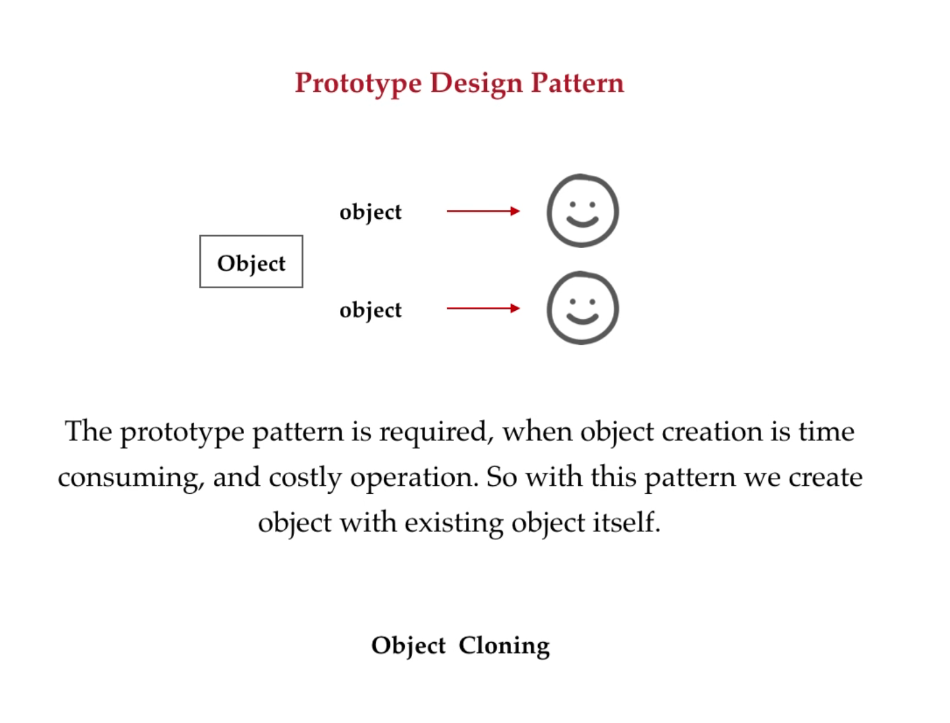 Prototype Design Pattern
object
Object
object
The prototype pattern is required, when object creation is time
consuming, and costly operation. So with this pattern we create
object with existing object itself.
Object Cloning